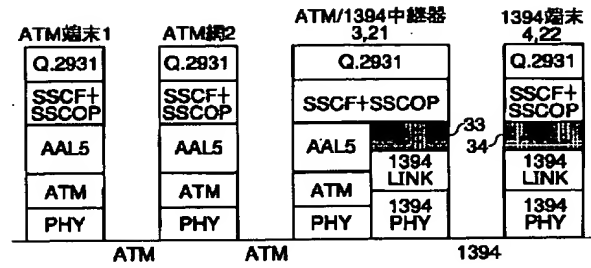 ATM端末1
Q.2931
SSCF+
SSCOP
AAL5
ATM
PHY
ATM網2
Q.2931
SSCF+
SSCOP
AAL5
ATM
PHY
ATM/1394中継器
3,21
Q.2931
SSCF+SSCOP
AAL5
ATM
PHY
33
1394
LINK
1394
PHY
1394端末
4,22
Q.2931
SSCF+
SSCOP
34
1394
LINK
1394
PHY
ATM
ATM
1394